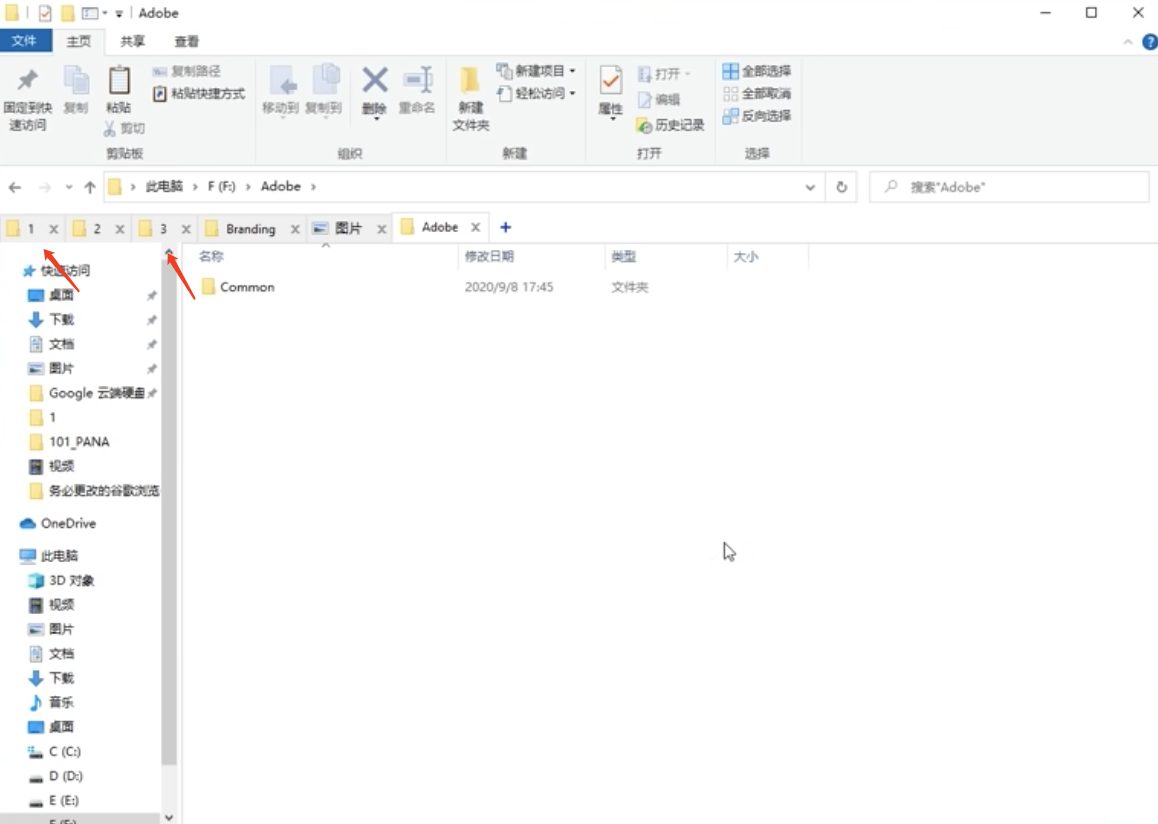 Adobe
文件 主页 共享 查看
固定到快速访问
复制
粘贴
复制路径
粘贴快捷方式
剪切
剪贴板
移动到
复制到
删除
重命名
组织
新建文件夹
新建项目
轻松访问
新建
属性
打开
编辑
历史记录
打开
全部选择
全部取消
反向选择
选择
此电脑 › F (F:) › Adobe ›
搜索"Adobe"
1 2 3 Branding 图片 Adobe
名称 修改日期 类型 大小
Common 2020/9/8 17:45 文件夹
快速访问
桌面
下载
文档
图片
Google 云端硬盘
1
101_PANA
视频
务必更改的谷歌浏览
OneDrive
此电脑
3D 对象
视频
图片
文档
下载
音乐
桌面
C (C:)
D (D:)
E (E:)